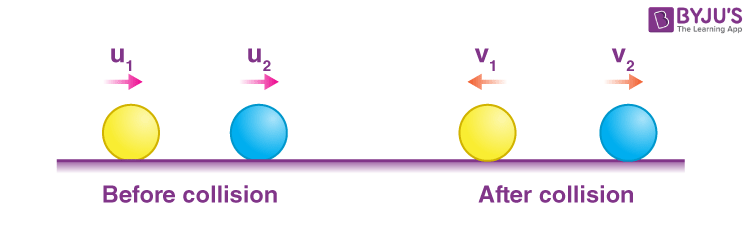 BYJU'S
The Learning App
u₁ u₂ v₁ v₂
Before collision After collision